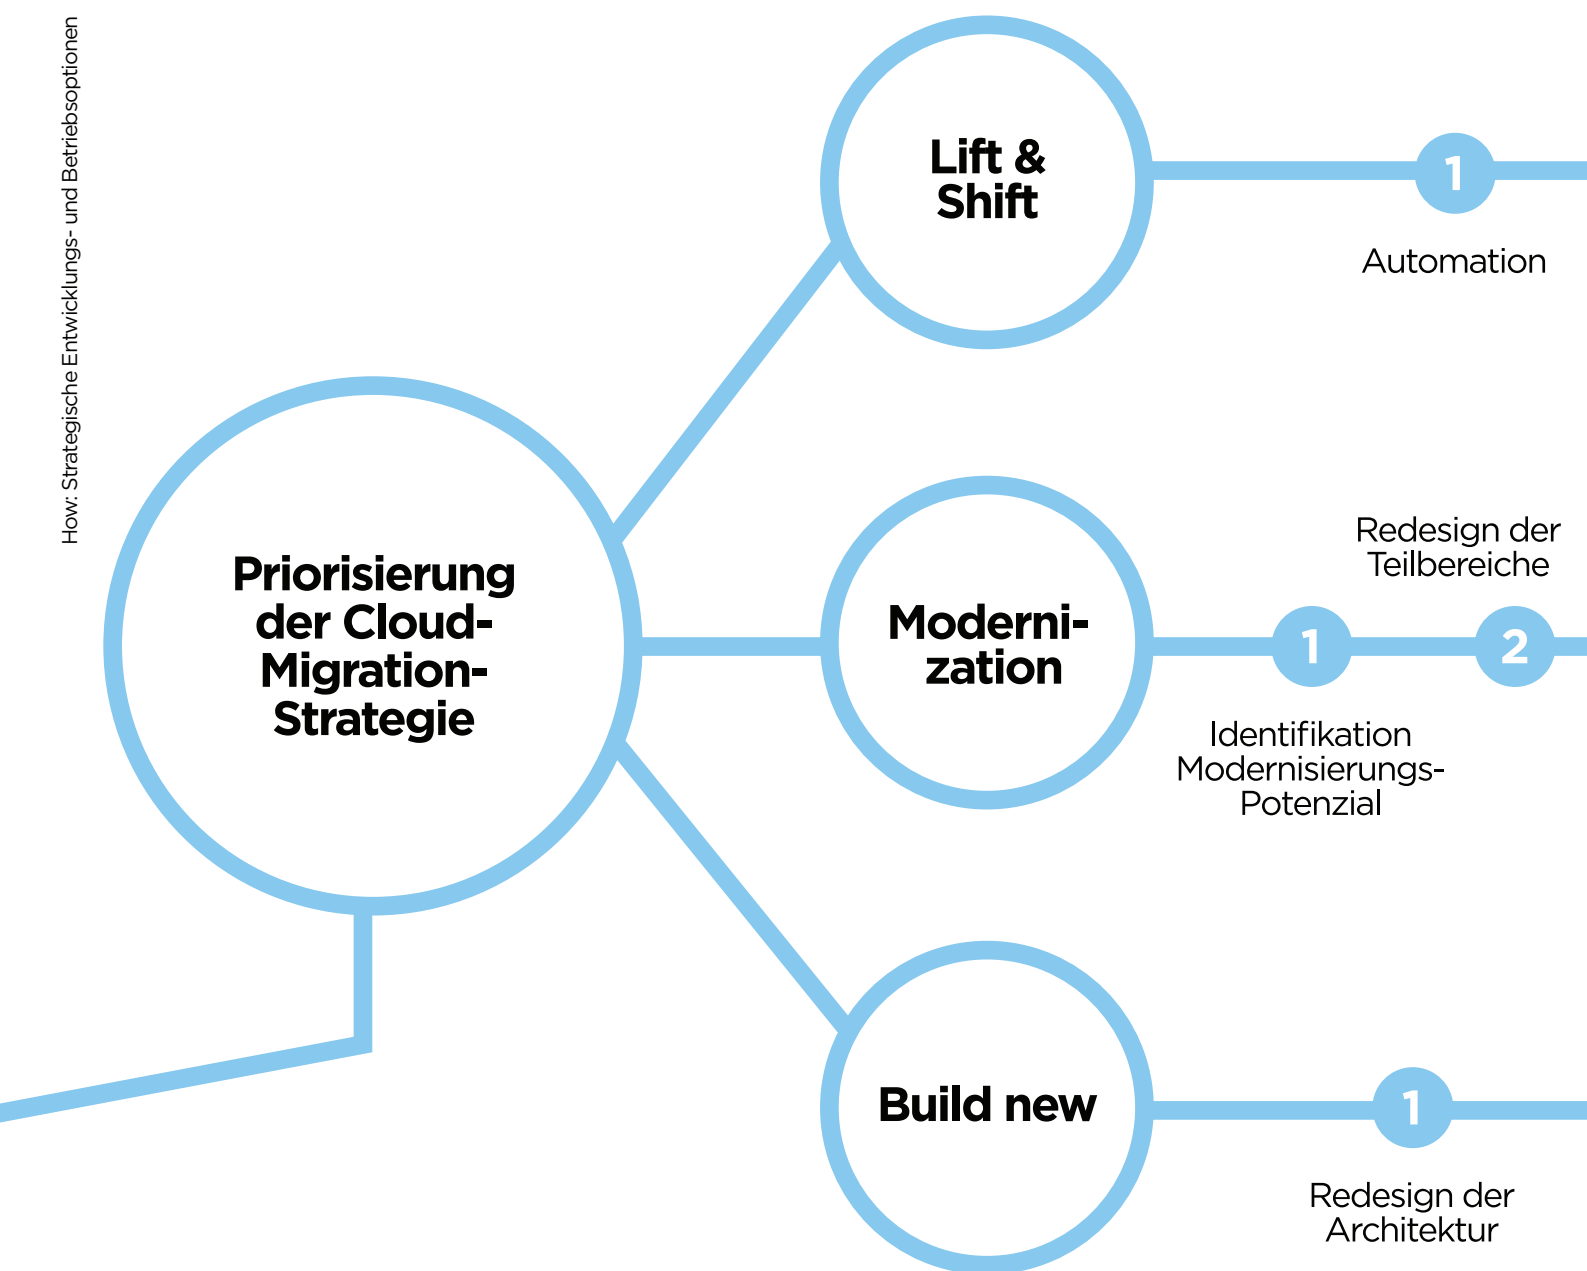 How: Strategische Entwicklungs- und Betriebsoptionen
Priorisierung
der Cloud-
Migration-
Strategie
Lift &
Shift
1
Automation
Moderni-
zation
1
Identifikation
Modernisierungs-
Potenzial
Redesign der
Teilbereiche
2
Build new
1
Redesign der
Architektur